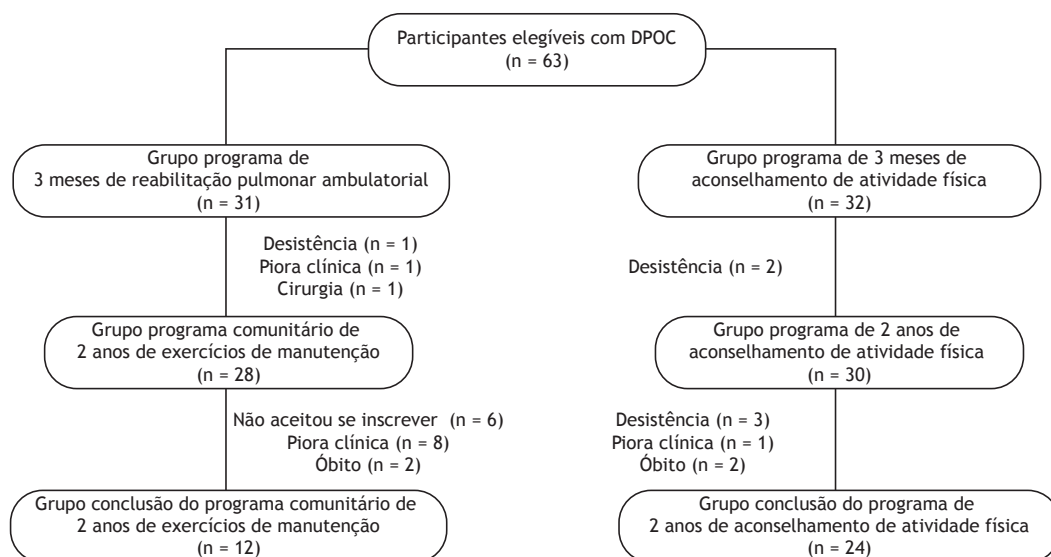 Participantes elegíveis com DPOC
(n = 63)
Grupo programa de
3 meses de reabilitação pulmonar ambulatorial
(n = 31)
Grupo programa de 3 meses de
aconselhamento de atividade física
(n = 32)
Desistência (n = 1)
Piora clínica (n = 1)
Cirurgia (n = 1)
Desistência (n = 2)
Grupo programa comunitário de
2 anos de exercícios de manutenção
(n = 28)
Grupo programa de 2 anos de
aconselhamento de atividade física
(n = 30)
Não aceitou se inscrever (n = 6)
Piora clínica (n = 8)
Óbito (n = 2)
Desistência (n = 3)
Piora clínica (n = 1)
Óbito (n = 2)
Grupo conclusão do programa comunitário de
2 anos de exercícios de manutenção
(n = 12)
Grupo conclusão do programa de
2 anos de aconselhamento de atividade física
(n = 24)